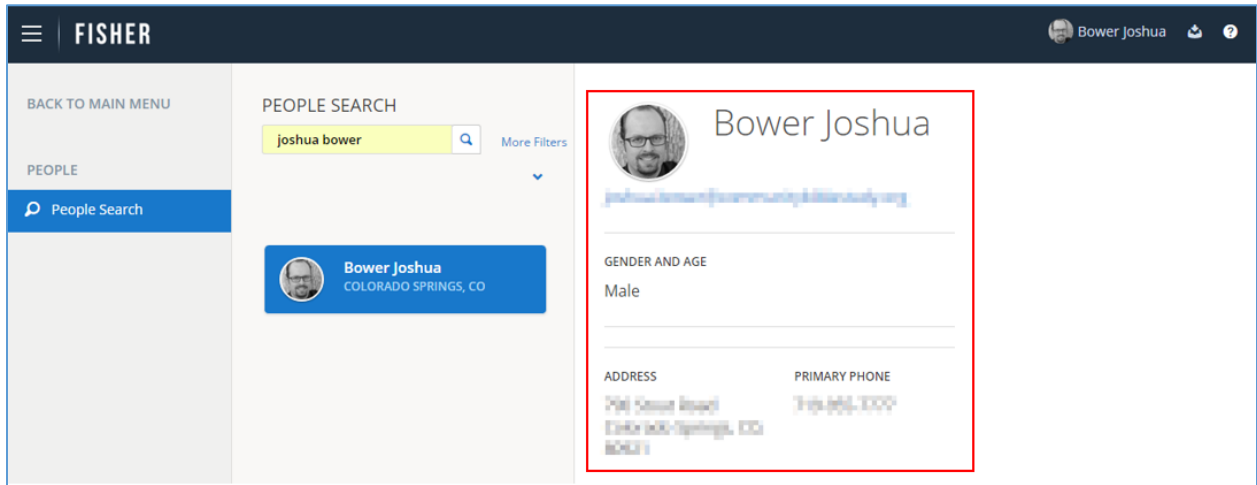 FISHER
Bower Joshua
BACK TO MAIN MENU
PEOPLE
People Search
PEOPLE SEARCH
joshua bower
More Filters
Bower Joshua
COLORADO SPRINGS, CO
Bower Joshua
GENDER AND AGE
Male
ADDRESS
PRIMARY PHONE